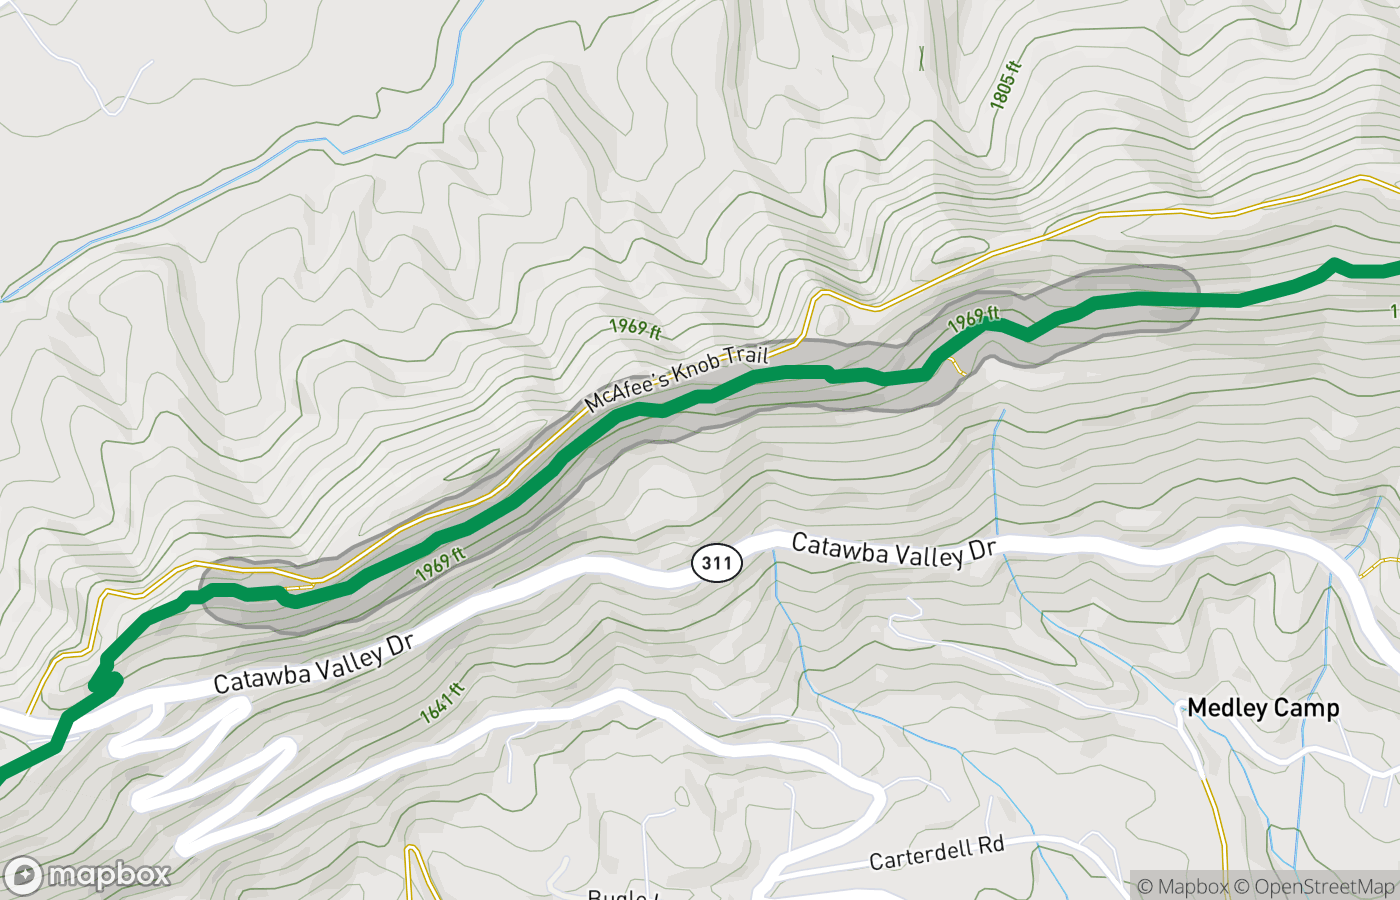 1805 ft
1969 ft
1969 ft
McAfee's Knob Trail
1969 ft
311
Catawba Valley Dr
Catawba Valley Dr
1641 ft
Medley Camp
Carterdell Rd
mapbox
© Mapbox © OpenStreetMap